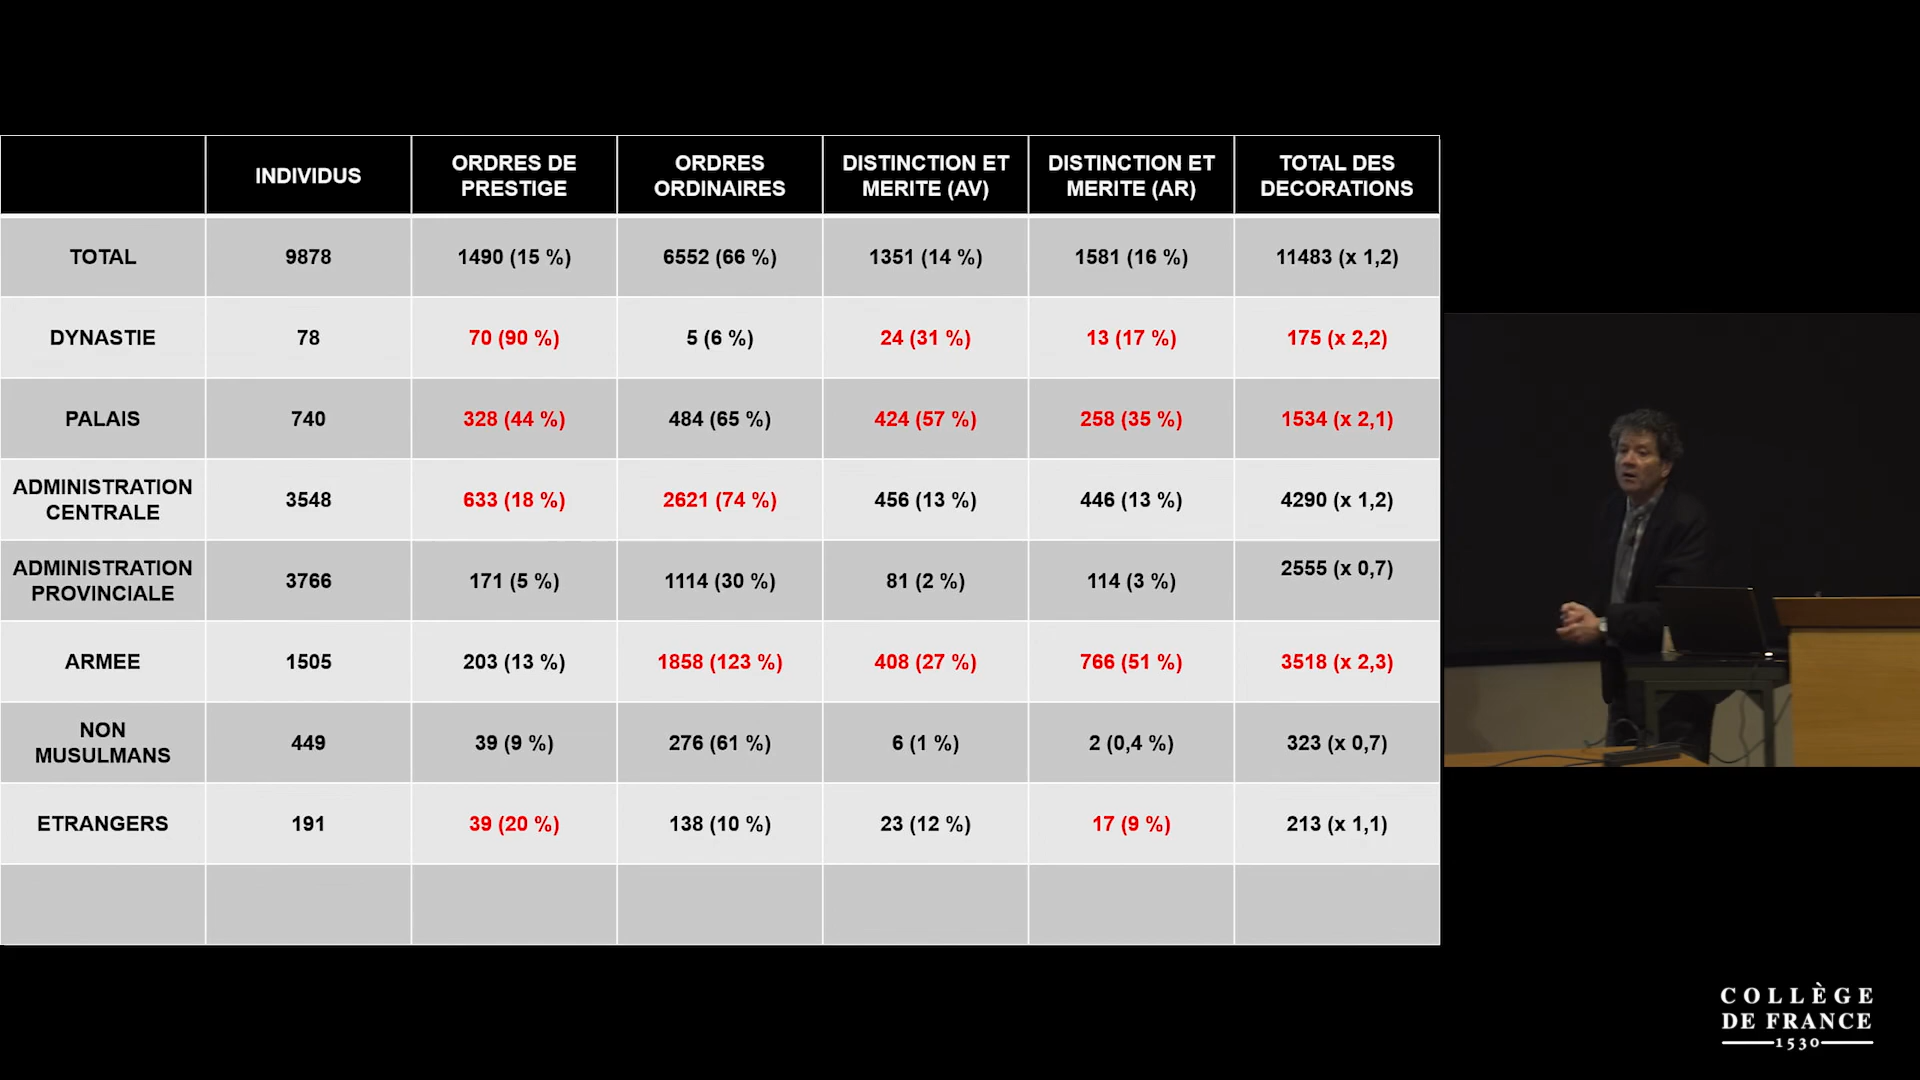 INDIVIDUS
ORDRES DE
PRESTIGE
ORDRES
ORDINAIRES
DISTINCTION ET
MERITE (AV)
DISTINCTION ET
MERITE (AR)
TOTAL DES
DECORATIONS
TOTAL
9878
1490 (15 %)
6552 (66 %)
1351 (14 %)
1581 (16 %)
11483 (x 1,2)
DYNASTIE
78
70 (90 %)
5 (6 %)
24 (31 %)
13 (17 %)
175 (x 2,2)
PALAIS
740
328 (44 %)
484 (65 %)
424 (57 %)
258 (35 %)
1534 (x 2,1)
ADMINISTRATION
CENTRALE
3548
633 (18 %)
2621 (74 %)
456 (13 %)
446 (13 %)
4290 (x 1,2)
ADMINISTRATION
PROVINCIALE
3766
171 (5 %)
1114 (30 %)
81 (2 %)
114 (3 %)
2555 (x 0,7)
ARMEE
1505
203 (13 %)
1858 (123 %)
408 (27 %)
766 (51 %)
3518 (x 2,3)
NON
MUSULMANS
449
39 (9 %)
276 (61 %)
6 (1 %)
2 (0,4 %)
323 (x 0,7)
ETRANGERS
191
39 (20 %)
138 (10 %)
23 (12 %)
17 (9 %)
213 (x 1,1)
COLLÈGE
DE FRANCE
1530